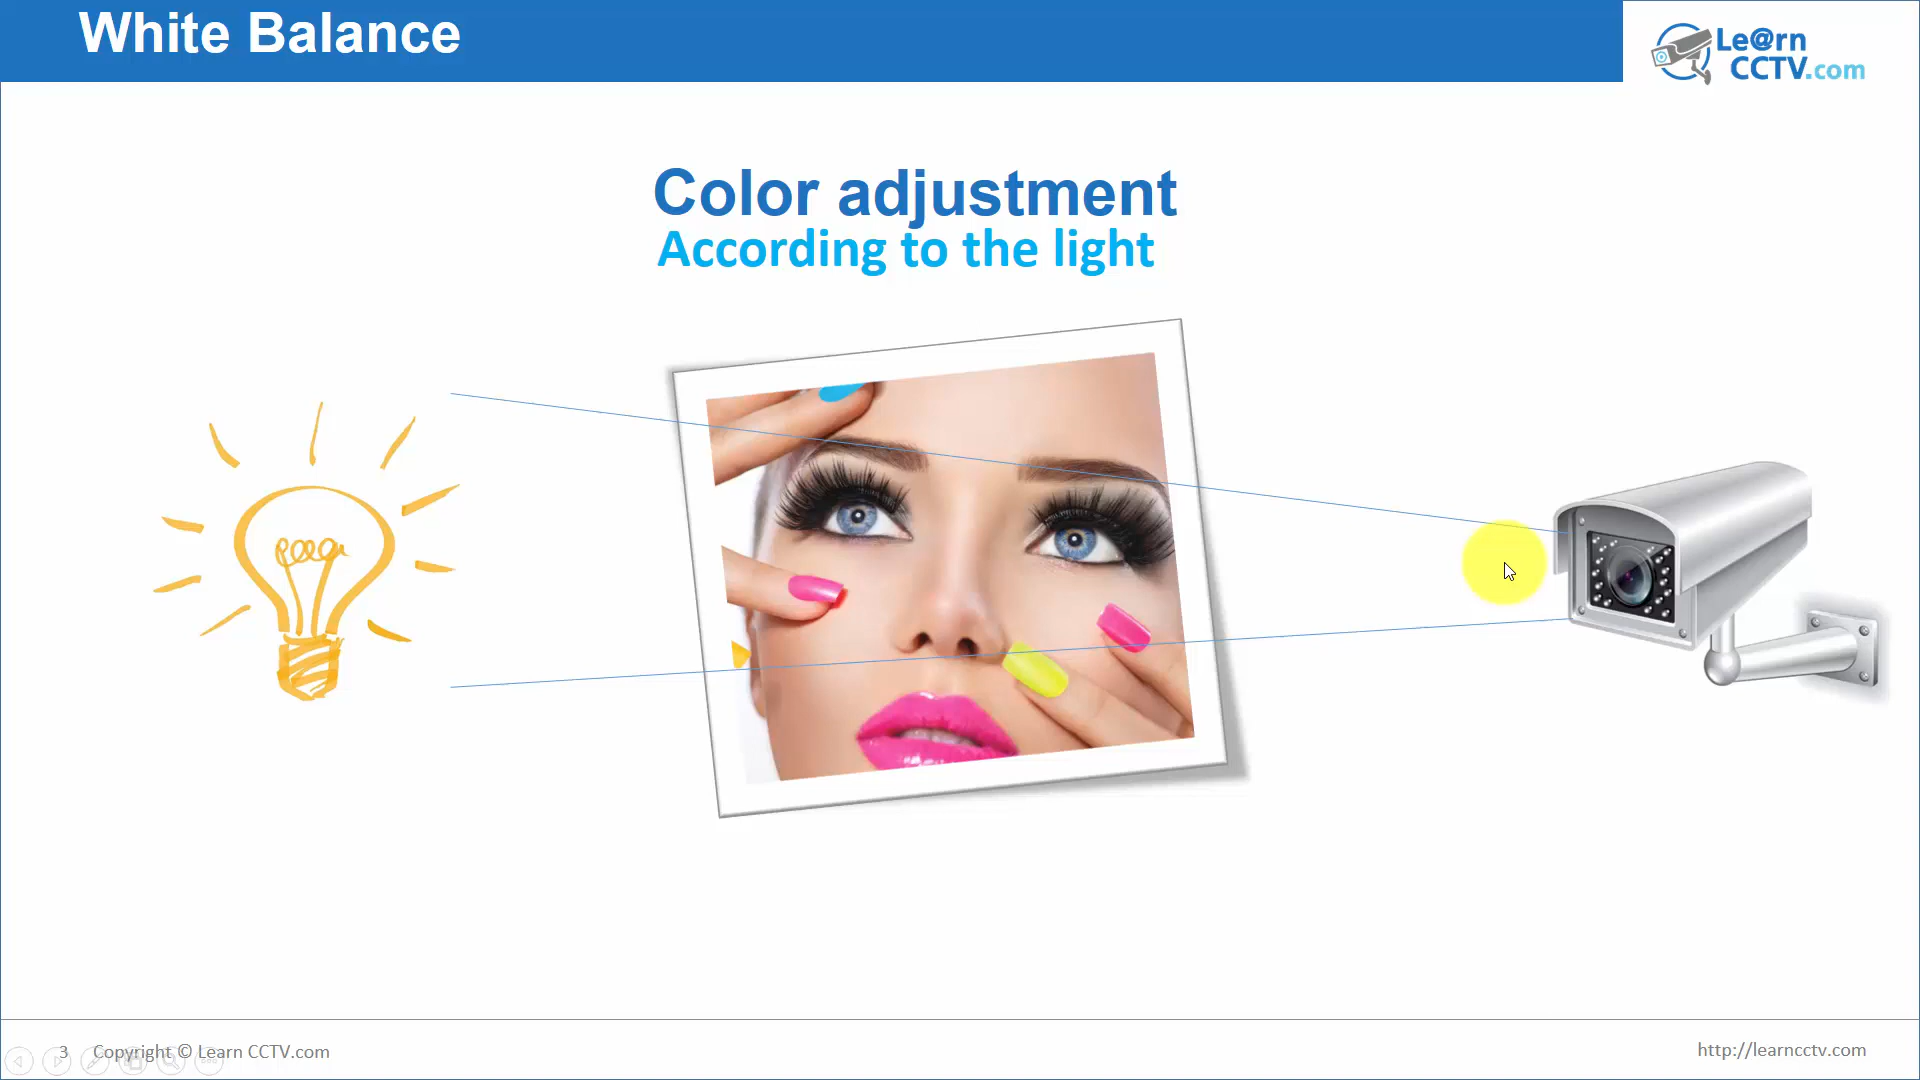 White Balance
Le@rn
CCTV.com
Color adjustment
According to the light
3 Copyright © Learn CCTV.com
http://learncctv.com